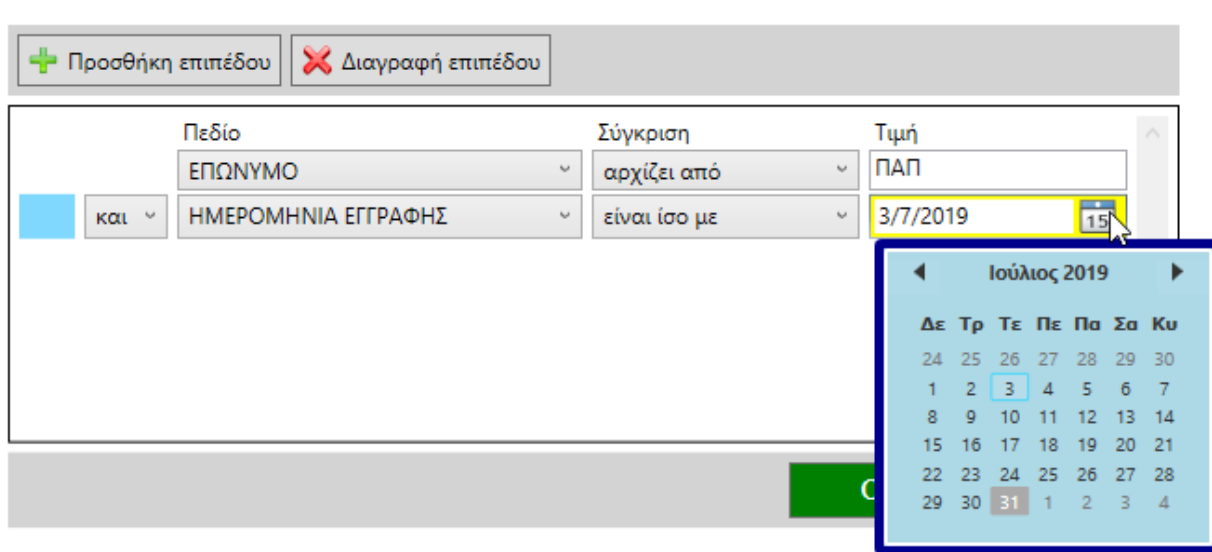 Προσθήκη επιπέδου Διαγραφή επιπέδου
Πεδίο Σύγκριση Τιμή
ΕΠΩΝΥΜΟ αρχίζει από ΠΑΠ
και ΗΜΕΡΟΜΗΝΙΑ ΕΓΓΡΑΦΗΣ είναι ίσο με 3/7/2019 15
Ιούλιος 2019
Δε Τρ Τε Πε Πα Σα Κυ
24 25 26 27 28 29 30
1 2 3 4 5 6 7
8 9 10 11 12 13 14
15 16 17 18 19 20 21
22 23 24 25 26 27 28
29 30 31 1 2 3 4